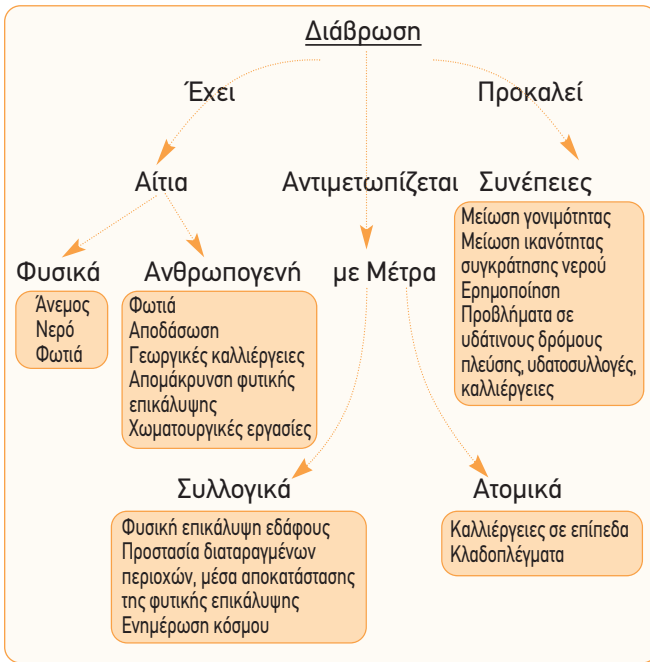 Διάβρωση
Έχει
Προκαλεί
Αίτια
Αντιμετωπίζεται
Συνέπειες
Μείωση γονιμότητας
Μείωση ικανότητας
συγκράτησης νερού
Ερημοποίηση
Προβλήματα σε
υδάτινους δρόμους
πλεύσης, υδατοσυλλογές,
καλλιέργειες
Φυσικά
Άνεμος
Νερό
Φωτιά
Ανθρωπογενή
Φωτιά
Αποδάσωση
Γεωργικές καλλιέργειες
Απομάκρυνση φυτικής
επικάλυψης
Χωματουργικές εργασίες
με Μέτρα
Συλλογικά
Φυσική επικάλυψη εδάφους
Προστασία διαταραγμένων
περιοχών, μέσα αποκατάστασης
της φυτικής επικάλυψης
Ενημέρωση κόσμου
Ατομικά
Καλλιέργειες σε επίπεδα
Κλαδοπλέγματα